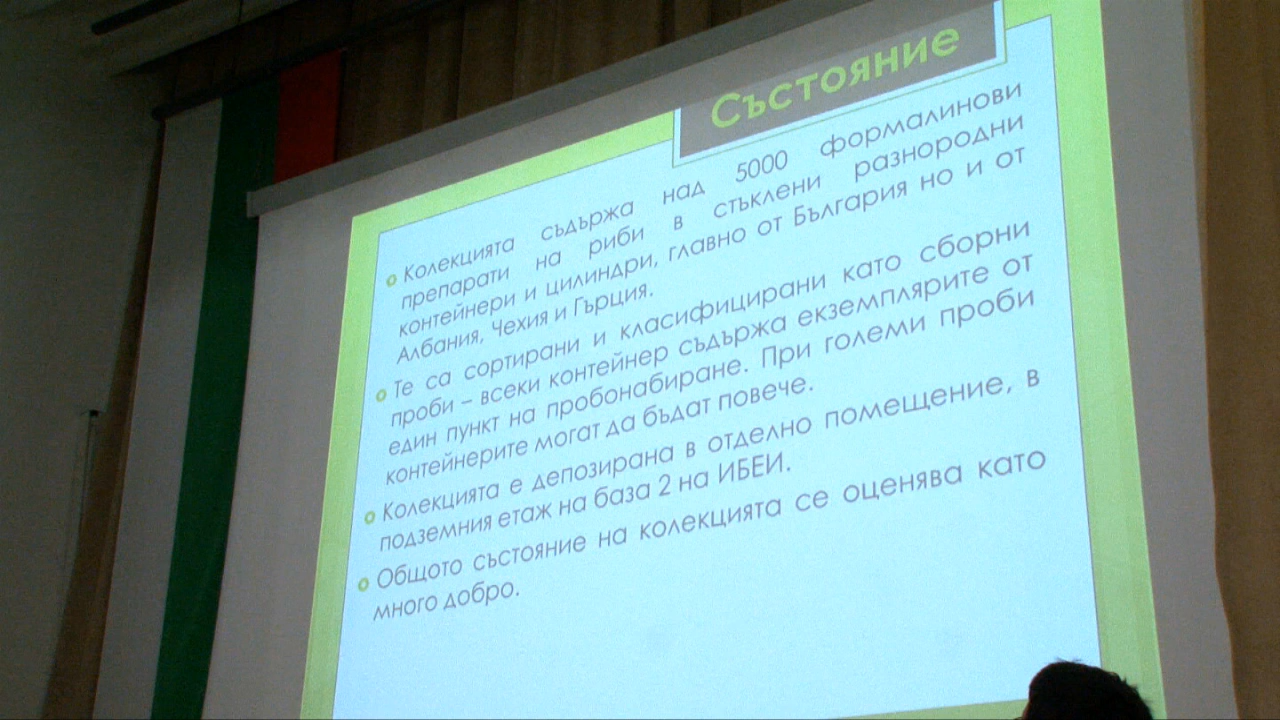 Състояние
Колекцията съдържа над 5000 формалинови
препарати на риби в стъклени разнородни
контейнери и цилиндри, главно от България но и от
Албания, Чехия и Гърция.
Те са сортирани и класифицирани като сборни
проби – всеки контейнер съдържа екземплярите от
един пункт на пробонабиране. При големи проби
контейнерите могат да бъдат повече.
Колекцията е депозирана в отделно помещение, в
подземния етаж на база 2 на ИБЕИ.
Общото състояние на колекцията се оценява като
много добро.